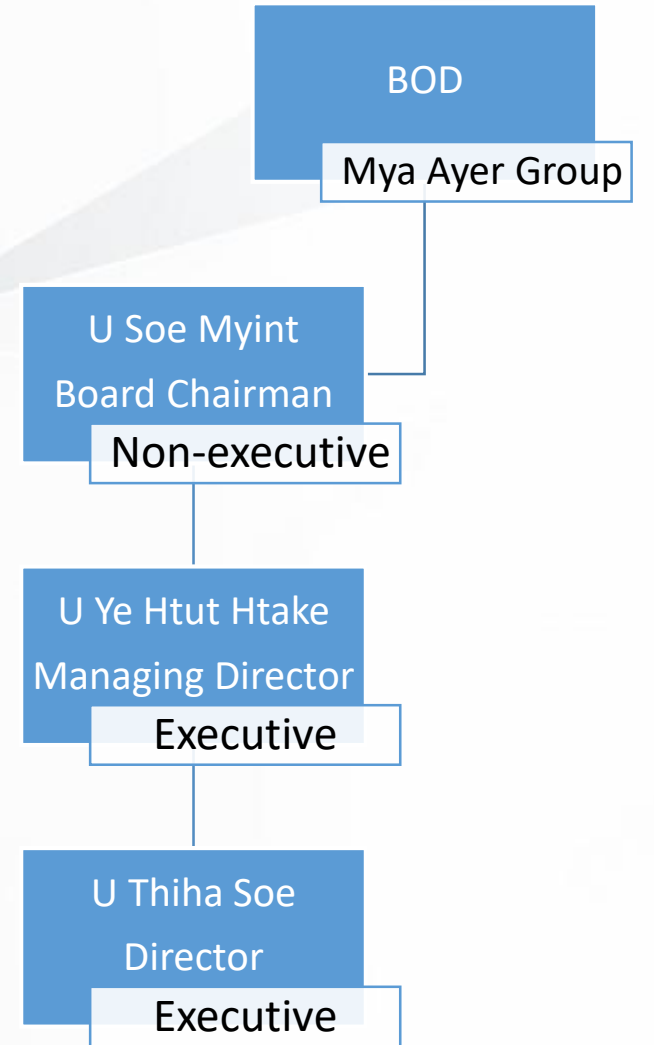 BOD
Mya Ayer Group
U Soe Myint
Board Chairman
Non-executive
U Ye Htut Htake
Managing Director
Executive
U Thiha Soe
Director
Executive